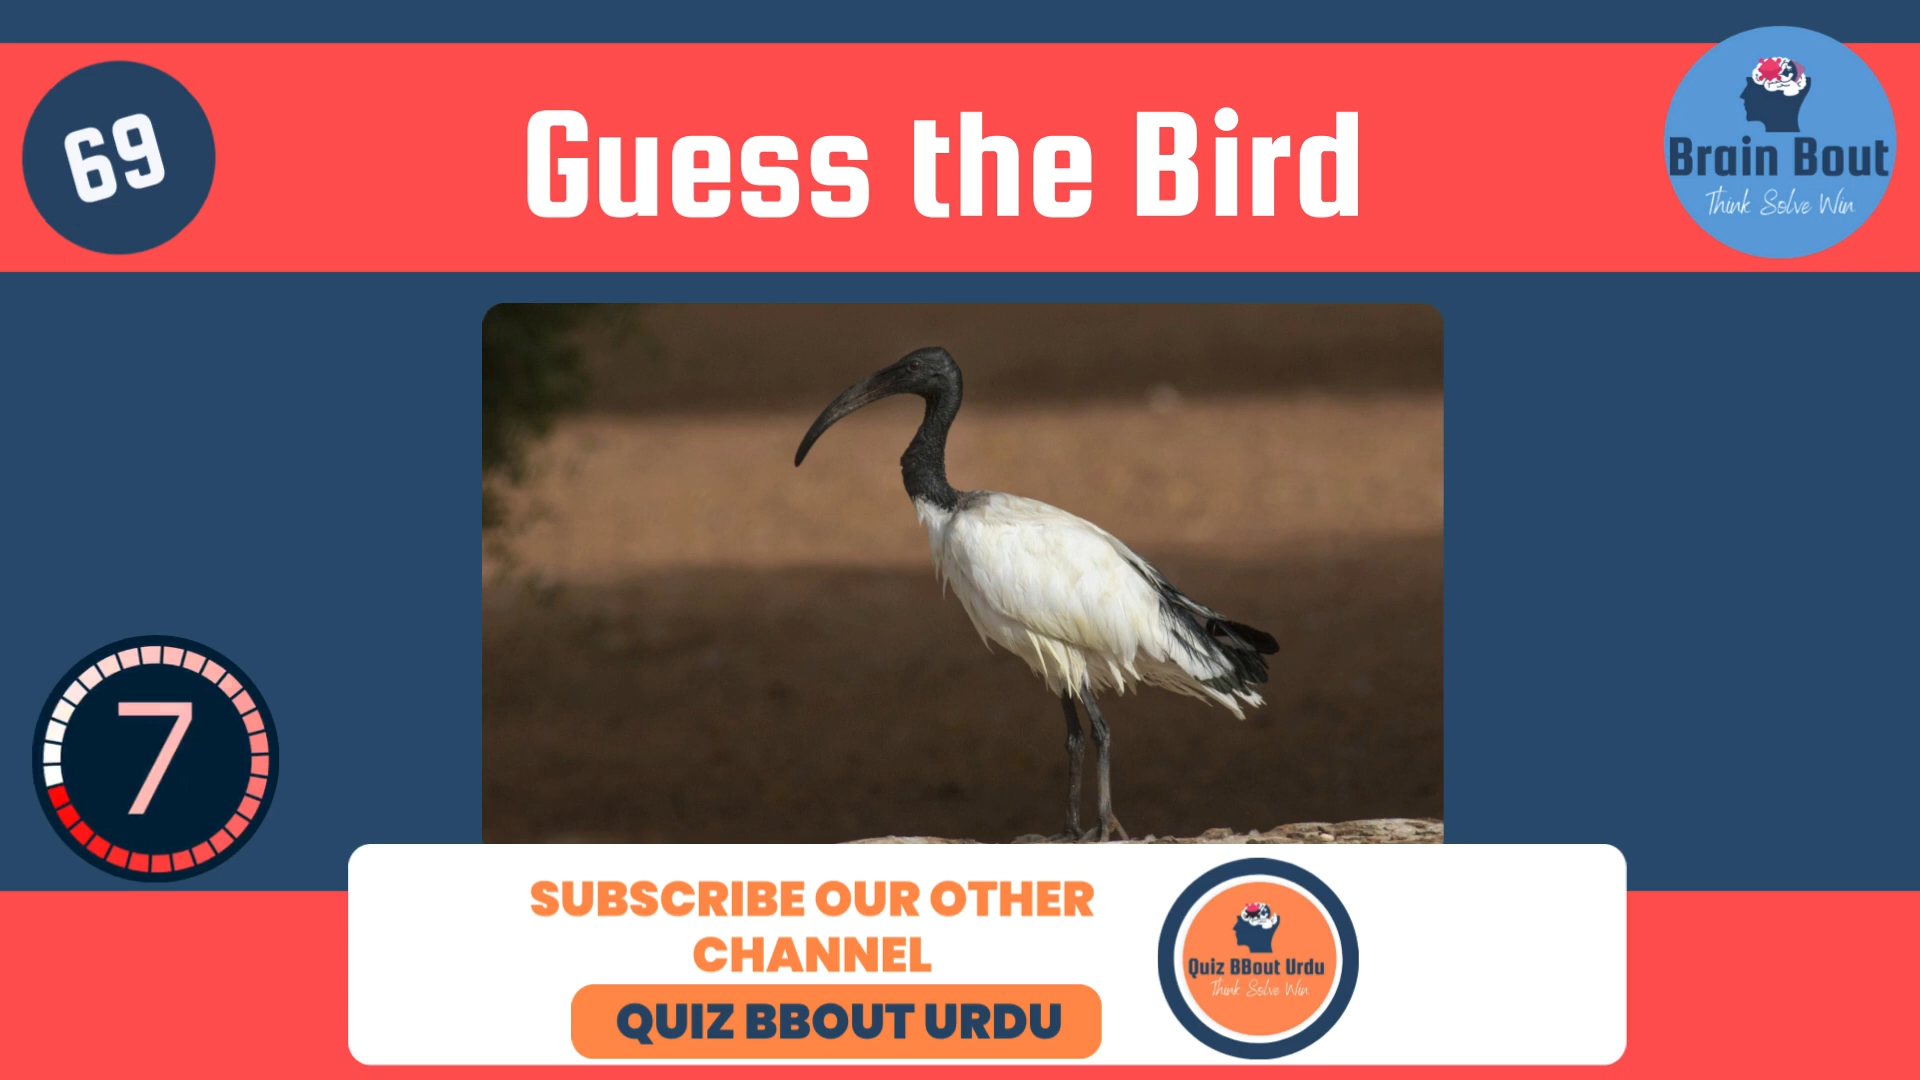 69
Guess the Bird
Brain Bout
Think Solve Win
7
SUBSCRIBE OUR OTHER
CHANNEL
QUIZ BBOUT URDU
Quiz BBout Urdu
Think Solve Win